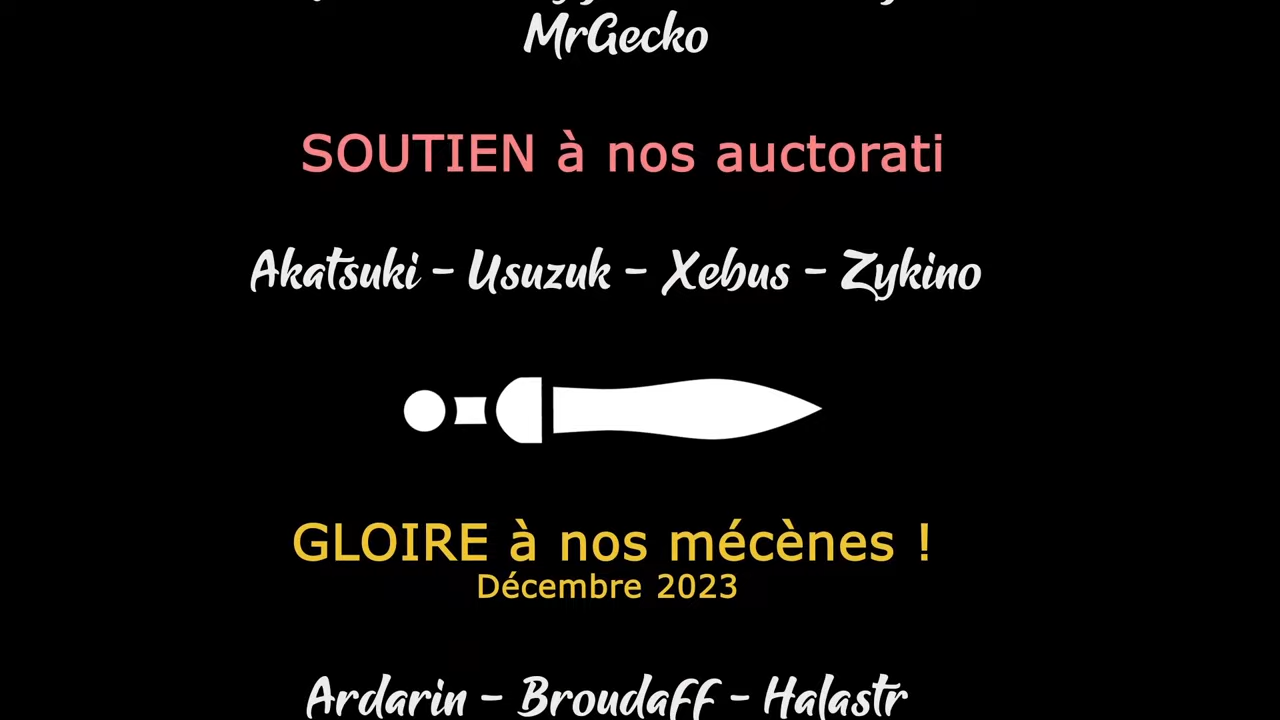 MrGecko
SOUTIEN à nos auctorati
Akatsuki - Usuzuk - Xebus - Zykino
GLOIRE à nos mécènes !
Décembre 2023
Ardarin - Broudaff - Halastr